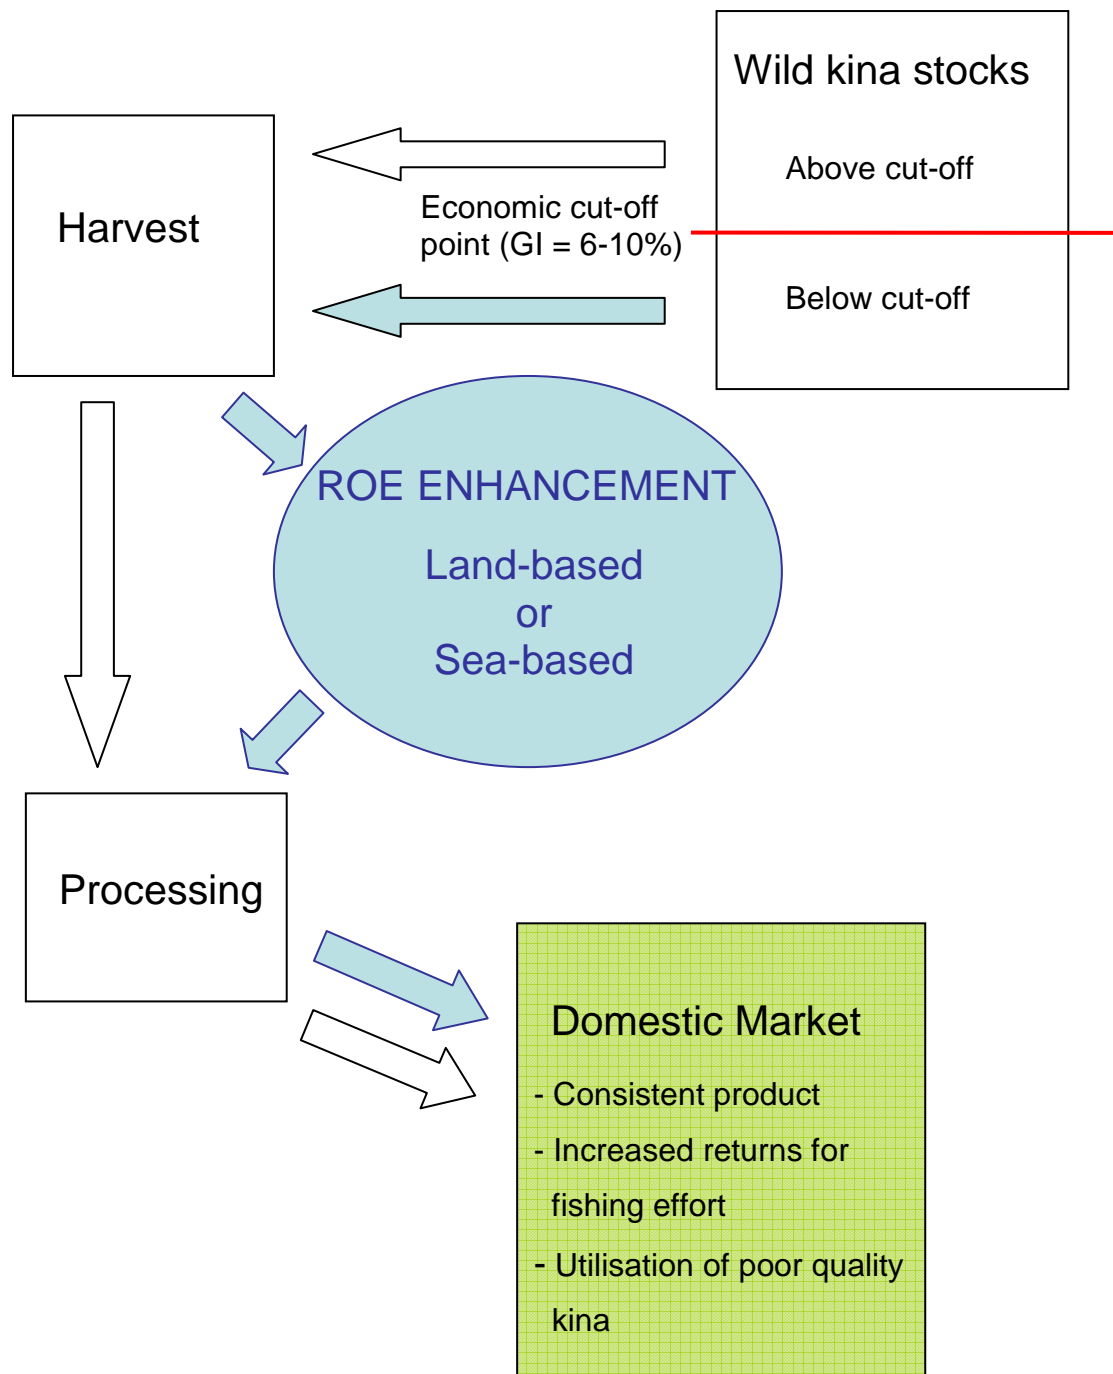 Wild kina stocks
Above cut-off
Harvest
Economic cut-off
point (GI = 6-10%)
Below cut-off
ROE ENHANCEMENT
Land-based
or
Sea-based
Processing
Domestic Market
- Consistent product
- Increased returns for
fishing effort
- Utilisation of poor quality
kina